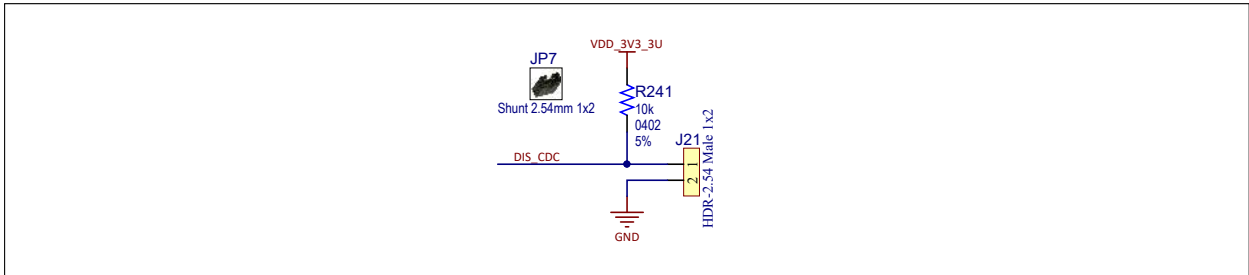 VDD_3V3_3U
JP7
Shunt 2.54mm 1x2
R241
10k
0402
5%
DIS_CDC
J21
1
2
HDR-2.54 Male 1x2
GND